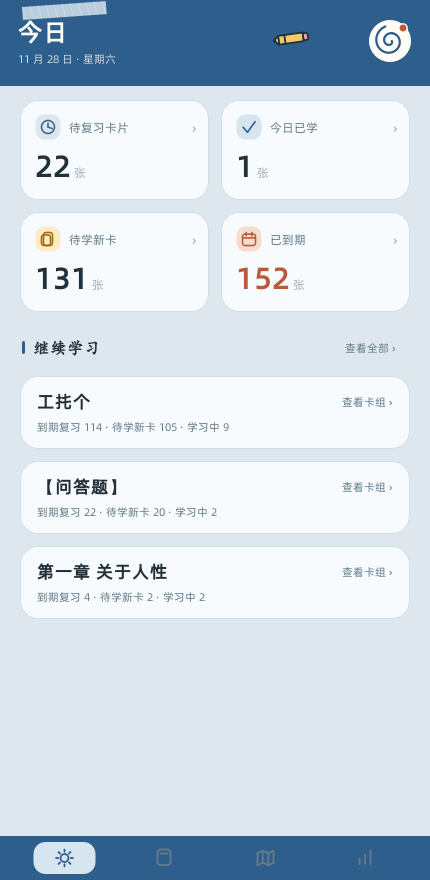 今日
11 月 28 日 · 星期六
待复习卡片 ›
22 张
今日已学 ›
1 张
待学新卡 ›
131 张
已到期 ›
152 张
继续学习
查看全部 ›
工托个
查看卡组 ›
到期复习 114 · 待学新卡 105 · 学习中 9
【问答题】
查看卡组 ›
到期复习 22 · 待学新卡 20 · 学习中 2
第一章 关于人性
查看卡组 ›
到期复习 4 · 待学新卡 2 · 学习中 2